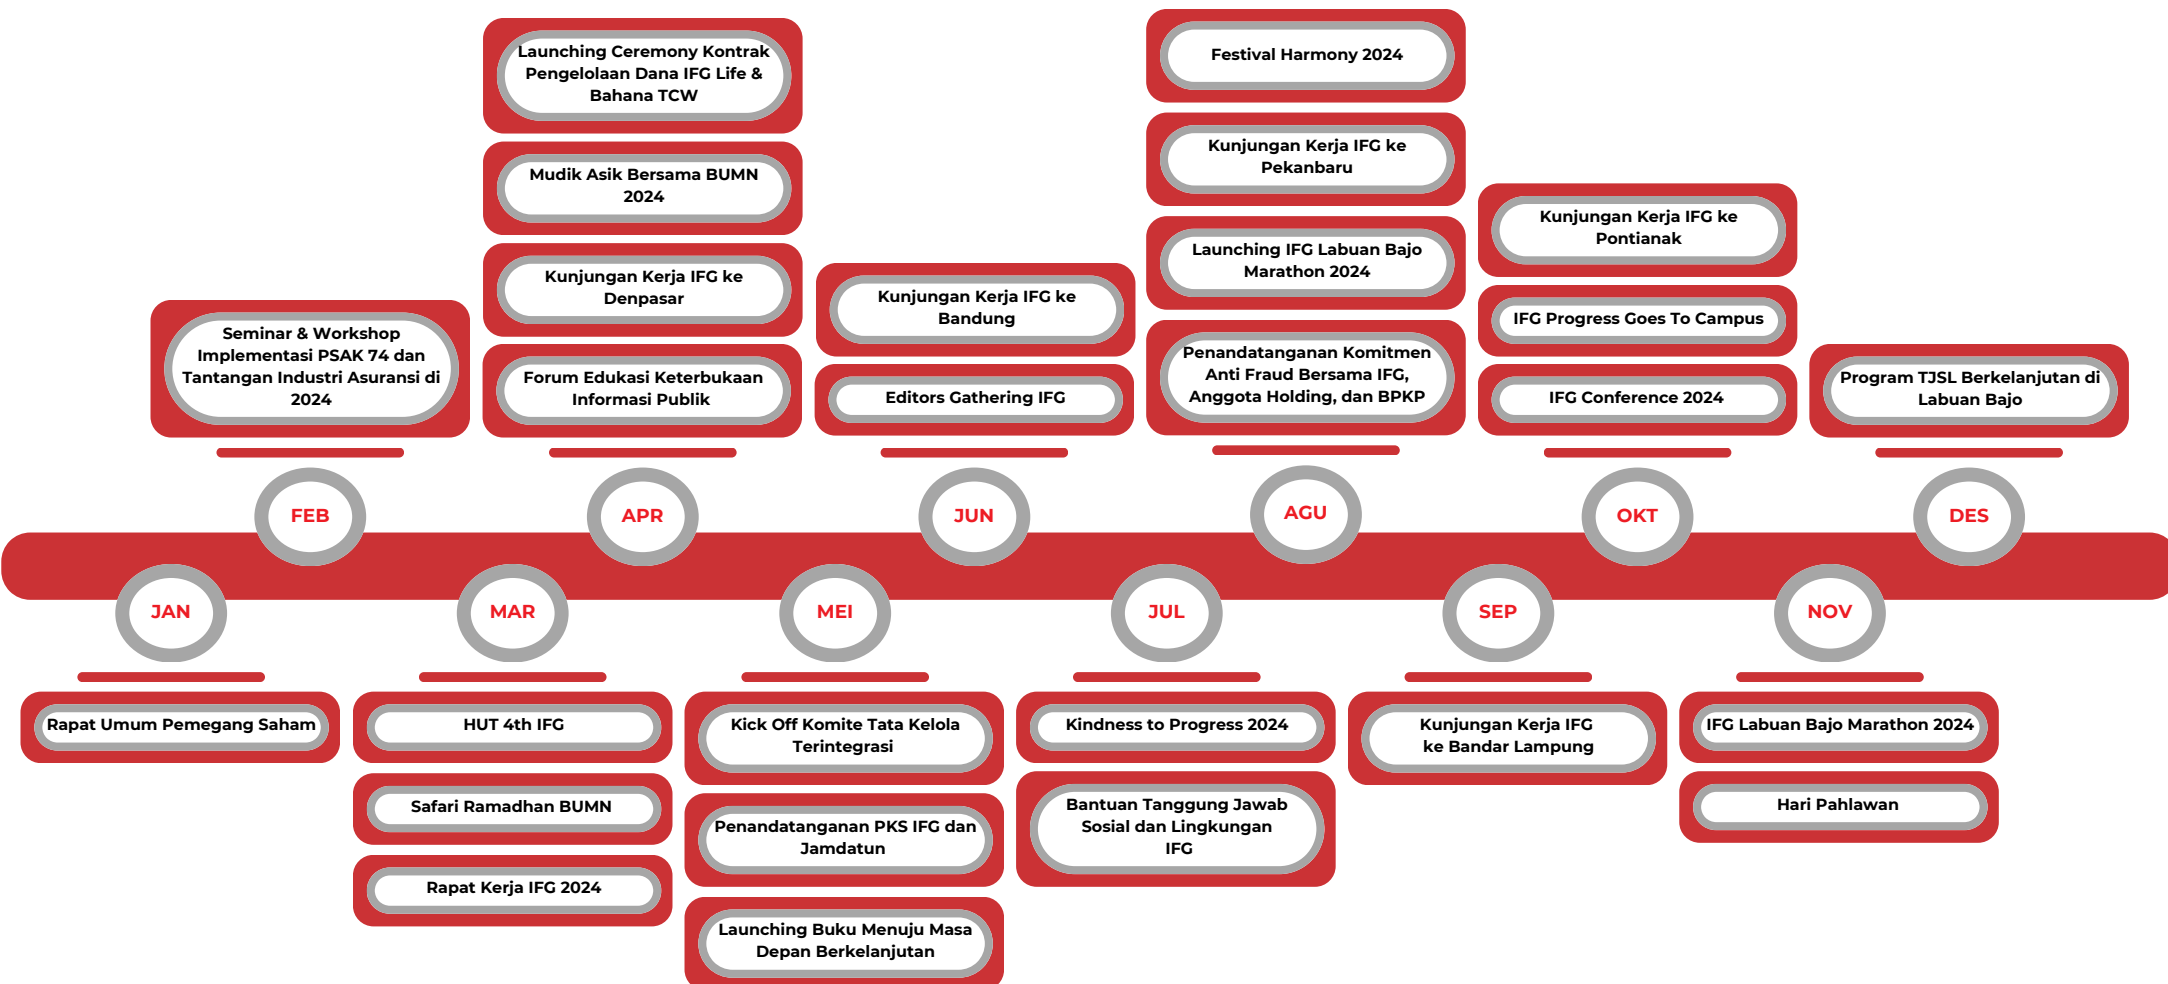 Launching Ceremony Kontrak
Pengelolaan Dana IFG Life &
Bahana TCW
Mudik Asik Bersama BUMN
2024
Kunjungan Kerja IFG ke
Denpasar
Forum Edukasi Keterbukaan
Informasi Publik
Festival Harmony 2024
Kunjungan Kerja IFG ke
Pekanbaru
Launching IFG Labuan Bajo
Marathon 2024
Penandatanganan Komitmen
Anti Fraud Bersama IFG,
Anggota Holding, dan BPKP
Kunjungan Kerja IFG ke
Pontianak
IFG Progress Goes To Campus
IFG Conference 2024
Kunjungan Kerja IFG ke
Bandung
Editors Gathering IFG
Seminar & Workshop
Implementasi PSAK 74 dan
Tantangan Industri Asuransi di
2024
Program TJSL Berkelanjutan di
Labuan Bajo
FEB
APR
JUN
AGU
OKT
DES
JAN
MAR
MEI
JUL
SEP
NOV
Rapat Umum Pemegang Saham
HUT 4th IFG
Safari Ramadhan BUMN
Rapat Kerja IFG 2024
Kick Off Komite Tata Kelola
Terintegrasi
Penandatanganan PKS IFG dan
Jamdatun
Launching Buku Menuju Masa
Depan Berkelanjutan
Kindness to Progress 2024
Bantuan Tanggung Jawab
Sosial dan Lingkungan
IFG
Kunjungan Kerja IFG
ke Bandar Lampung
IFG Labuan Bajo Marathon 2024
Hari Pahlawan